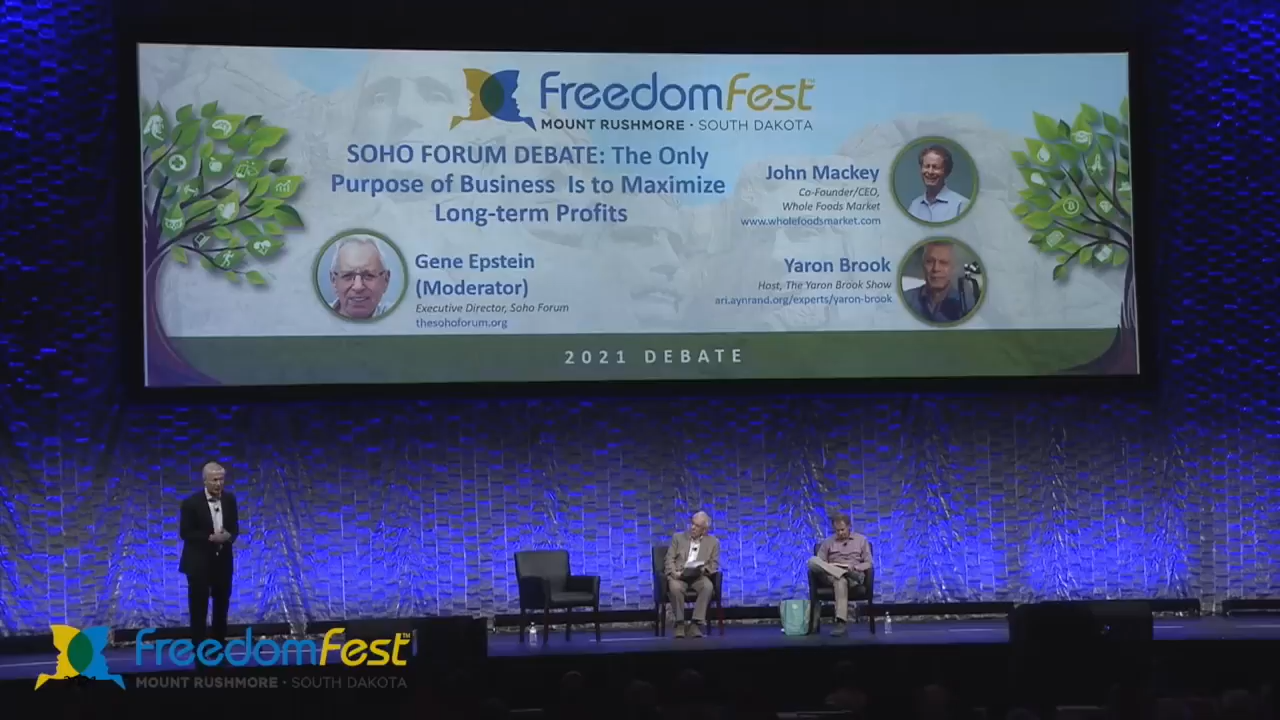 FreedomFest™
MOUNT RUSHMORE • SOUTH DAKOTA
SOHO FORUM DEBATE: The Only
Purpose of Business Is to Maximize
Long-term Profits
John Mackey
Co-Founder/CEO,
Whole Foods Market
www.wholefoodsmarket.com
Gene Epstein
(Moderator)
Executive Director, Soho Forum
thesohoforum.org
Yaron Brook
Host, The Yaron Brook Show
ari.aynrand.org/experts/yaron-brook
2021 DEBATE
FreedomFest™
MOUNT RUSHMORE • SOUTH DAKOTA